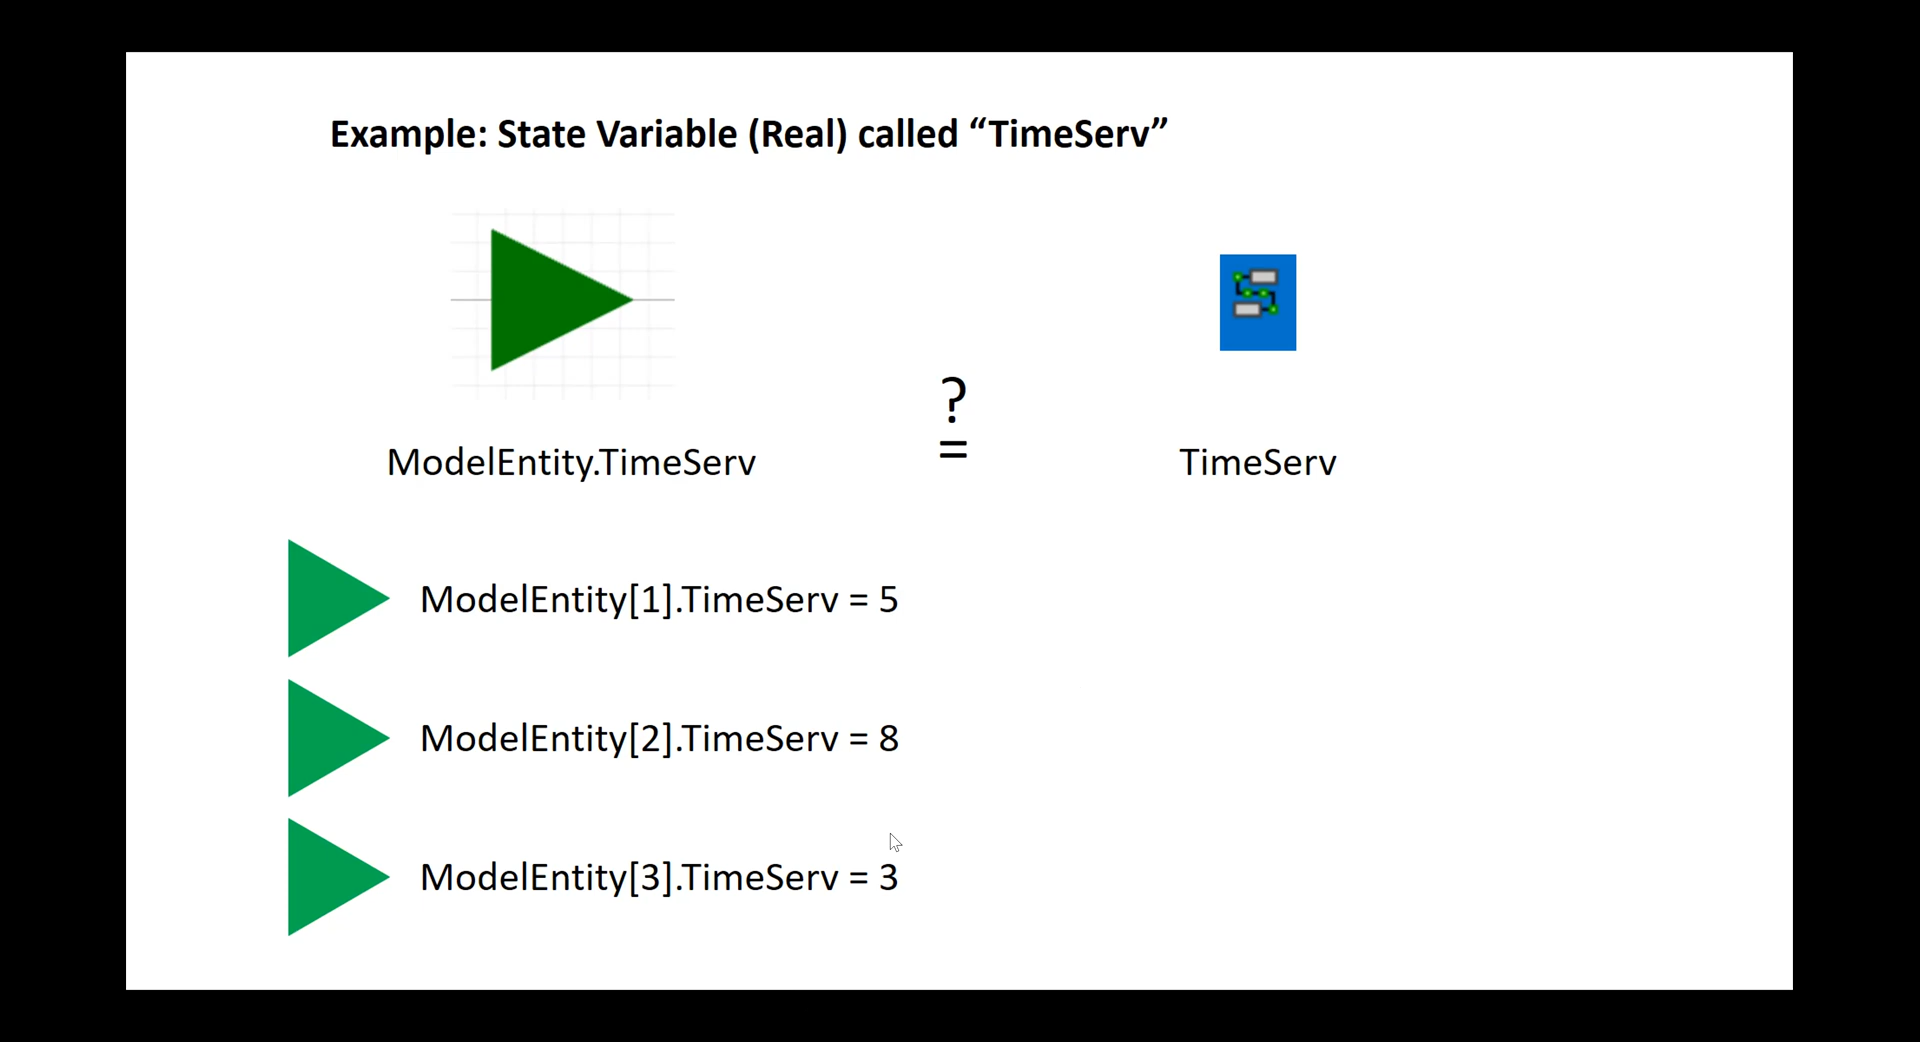 Example: State Variable (Real) called “TimeServ”
?
=
ModelEntity.TimeServ
TimeServ
ModelEntity[1].TimeServ = 5
ModelEntity[2].TimeServ = 8
ModelEntity[3].TimeServ = 3